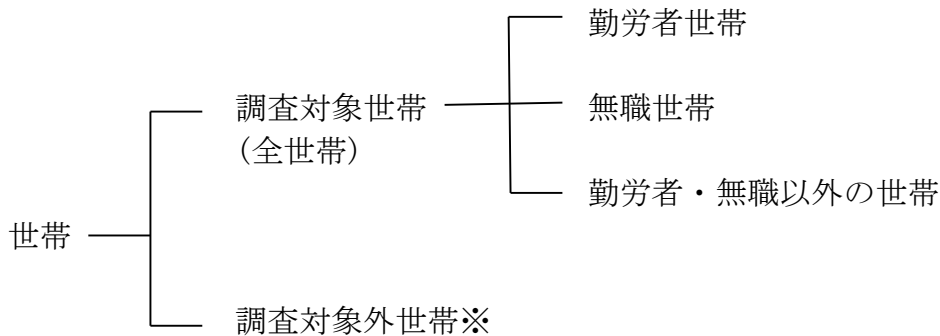 勤労者世帯
調査対象世帯
(全世帯)
無職世帯
勤労者・無職以外の世帯
世帯
調査対象外世帯※